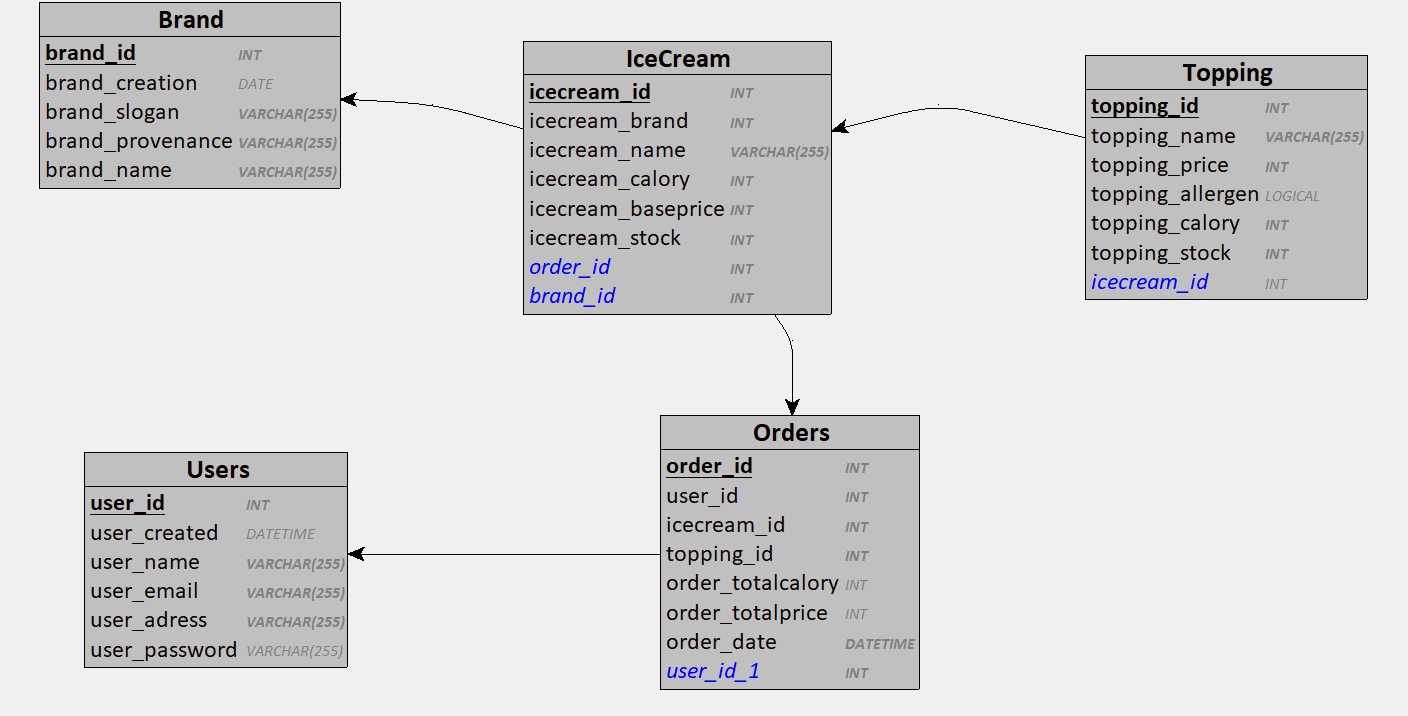 Brand
brand_id INT
brand_creation DATE
brand_slogan VARCHAR(255)
brand_provenance VARCHAR(255)
brand_name VARCHAR(255)
IceCream
icecream_id INT
icecream_brand INT
icecream_name VARCHAR(255)
icecream_calory INT
icecream_baseprice INT
icecream_stock INT
order_id INT
brand_id INT
Topping
topping_id INT
topping_name VARCHAR(255)
topping_price INT
topping_allergen LOGICAL
topping_calory INT
topping_stock INT
icecream_id INT
Users
user_id INT
user_created DATETIME
user_name VARCHAR(255)
user_email VARCHAR(255)
user_adress VARCHAR(255)
user_password VARCHAR(255)
Orders
order_id INT
user_id INT
icecream_id INT
topping_id INT
order_totalcalory INT
order_totalprice INT
order_date DATETIME
user_id_1 INT